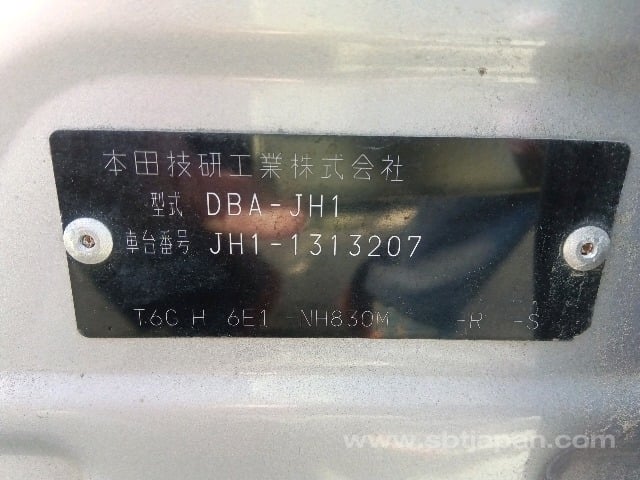 本田技研工業株式会社
型式 DBA-JH1
車台番号 JH1-1313207
T6C H 6E1 -NH830M -R -S
www.sbtjapan.com